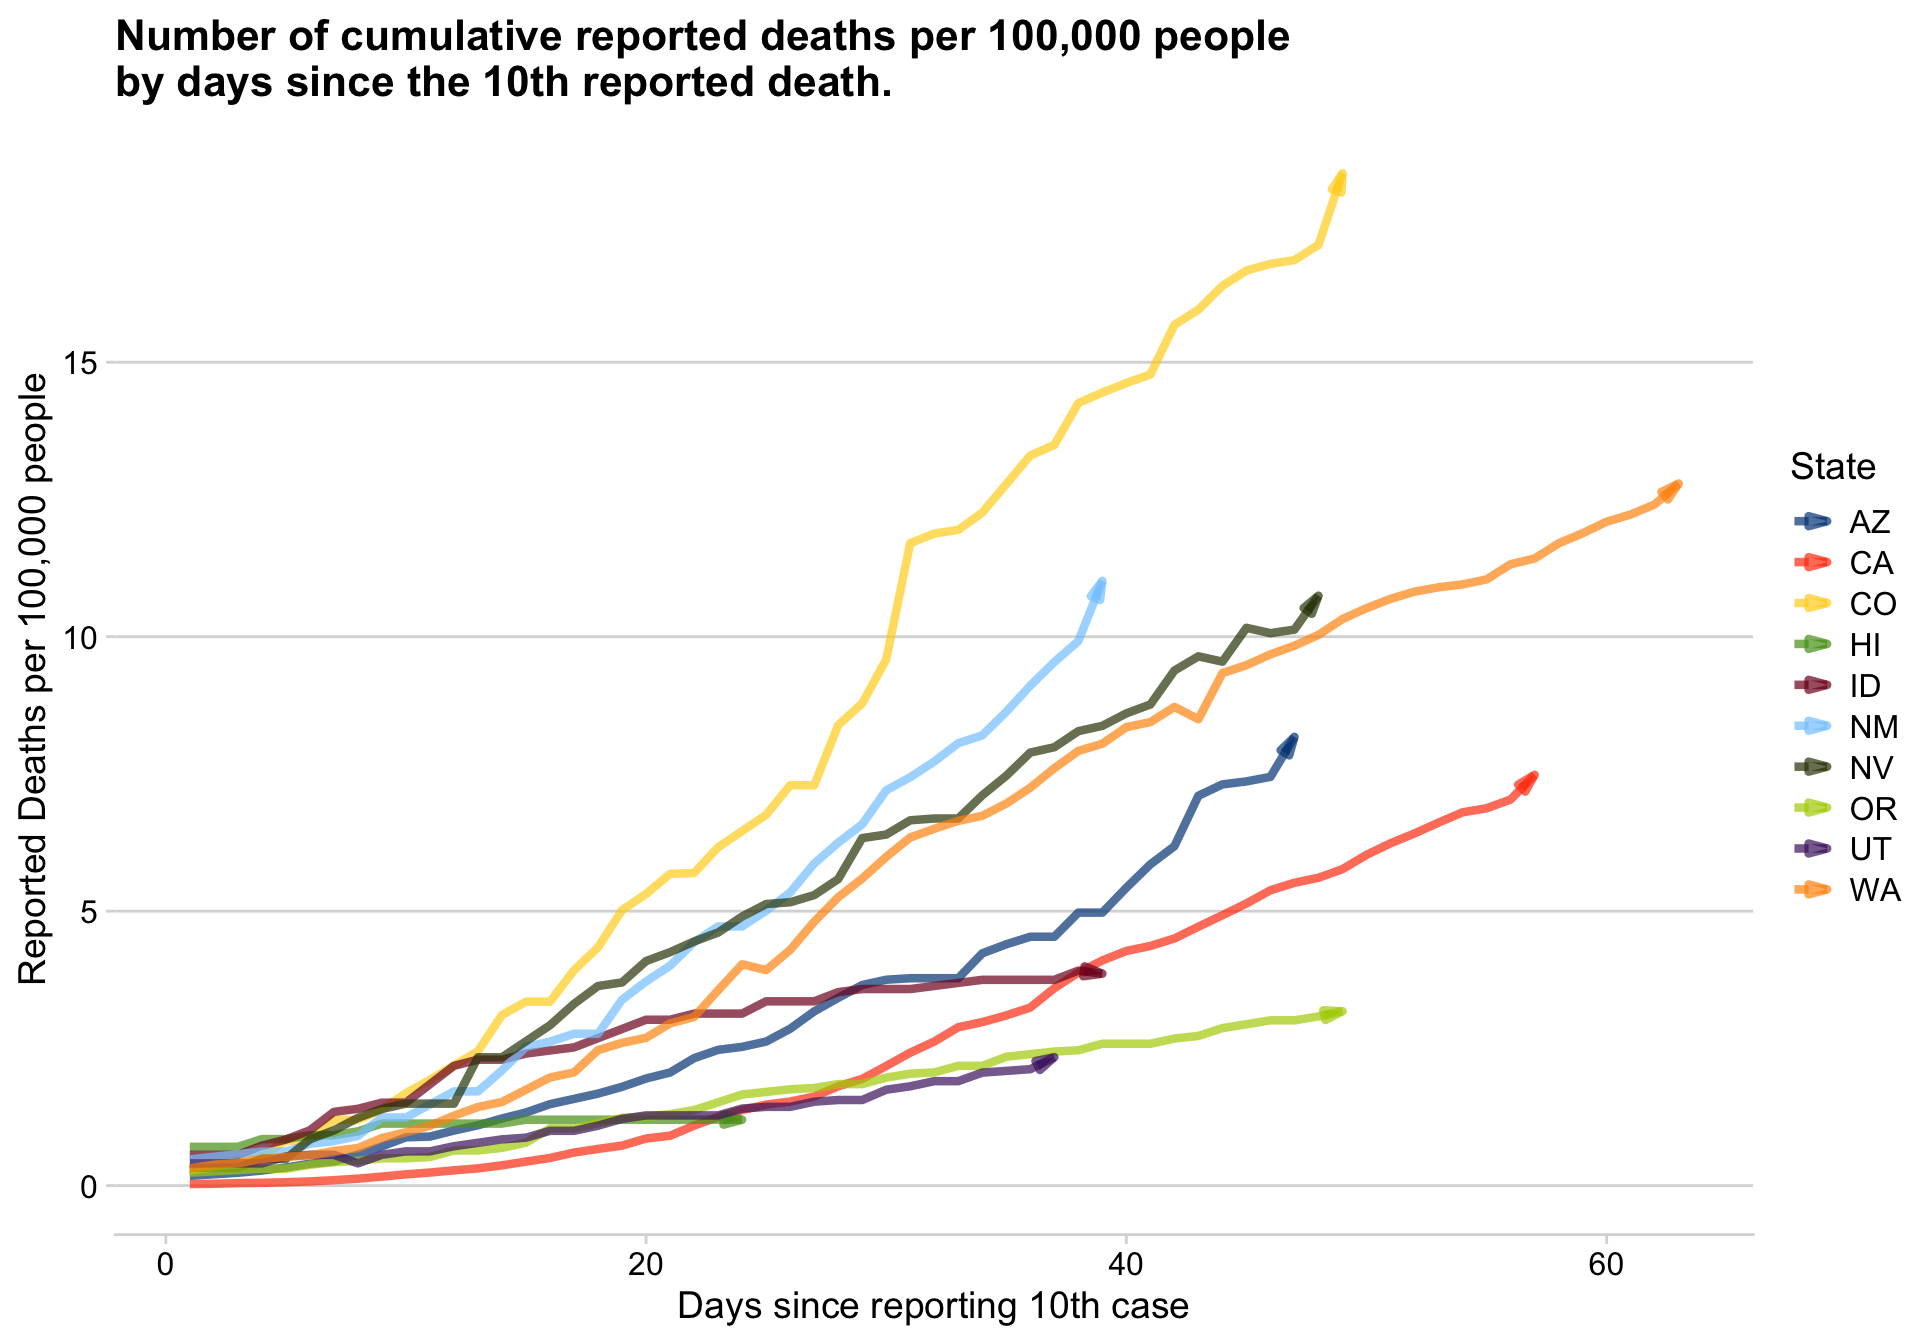 Number of cumulative reported deaths per 100,000 people
by days since the 10th reported death.
Reported Deaths per 100,000 people
15
10
5
0
0
20
40
60
Days since reporting 10th case
State
AZ
CA
CO
HI
ID
NM
NV
OR
UT
WA